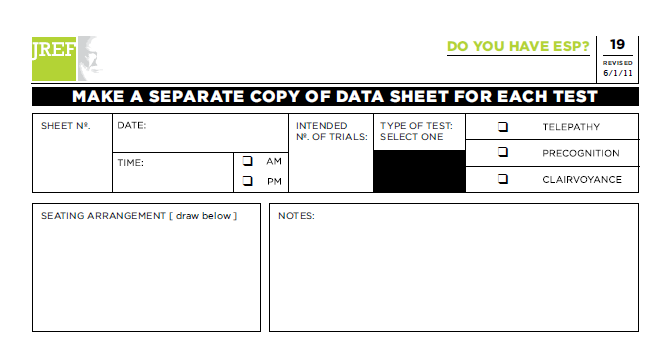 JREF
DO YOU HAVE ESP?
19
REVISED
6/1/11
MAKE A SEPARATE COPY OF DATA SHEET FOR EACH TEST
SHEET Nº.
DATE:
TIME:
AM
PM
INTENDED
Nº. OF TRIALS:
TYPE OF TEST:
SELECT ONE
TELEPATHY
PRECOGNITION
CLAIRVOYANCE
SEATING ARRANGEMENT [ draw below ]
NOTES: